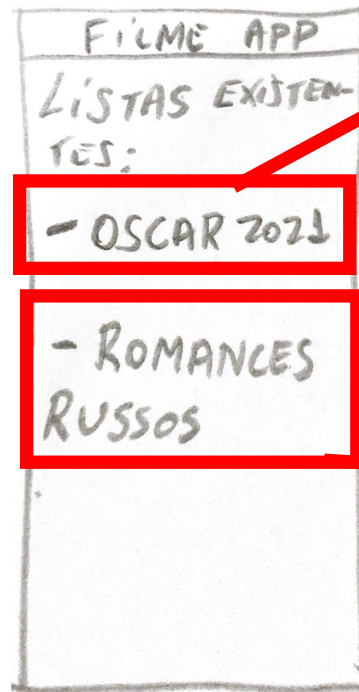 FILME APP
LISTAS EXISTEN-
TES:
- OSCAR 2021
- ROMANCES
RUSSOS